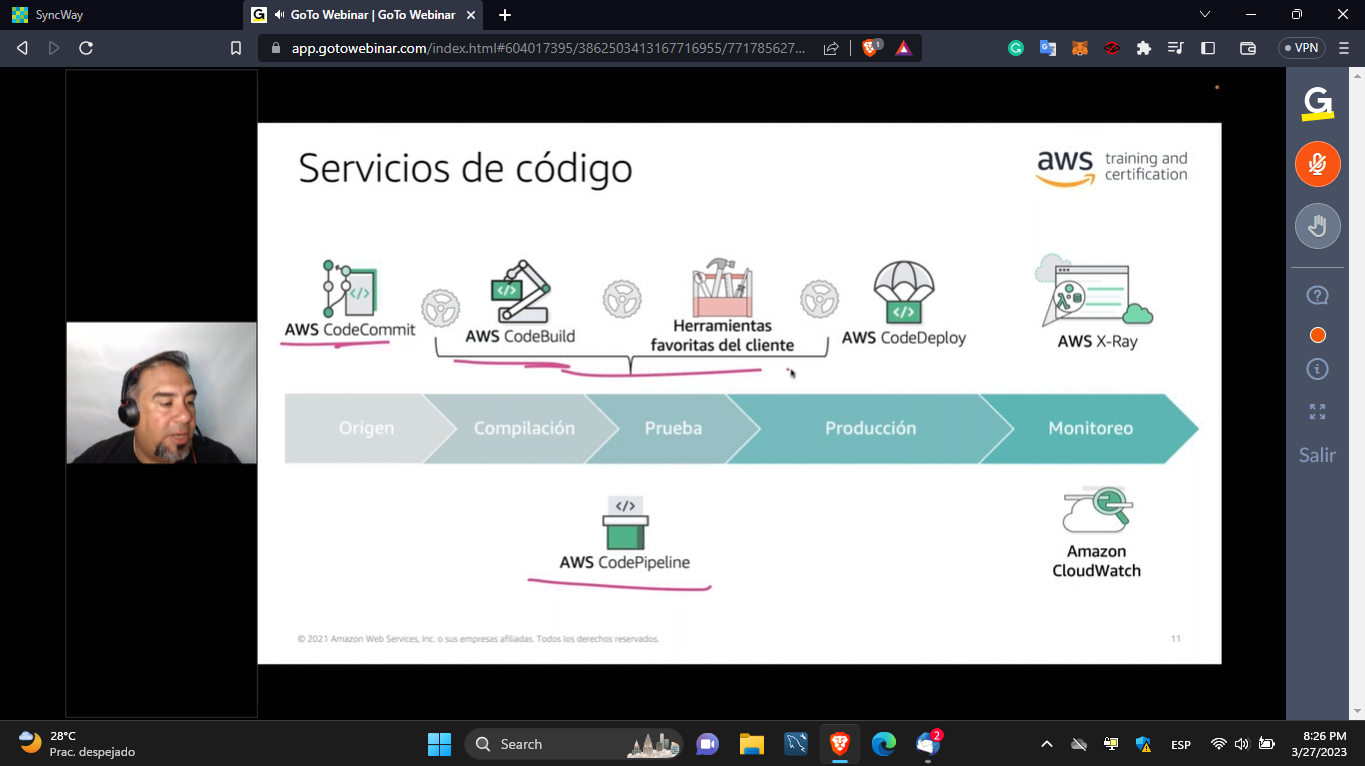 SyncWay
GoTo Webinar | GoTo Webinar
app.gotowebinar.com/index.html#604017395/3862503413167716955/771785627...
1
VPN
Servicios de código
aws training and
certification
AWS CodeCommit
AWS CodeBuild
Herramientas
favoritas del cliente
AWS CodeDeploy
AWS X-Ray
Origen
Compilación
Prueba
Producción
Monitoreo
AWS CodePipeline
Amazon
CloudWatch
© 2021 Amazon Web Services, Inc. o sus empresas afiliadas. Todos los derechos reservados.
11
Salir
28°C
Prac. despejado
Search
2
ESP
8:26 PM
3/27/2023